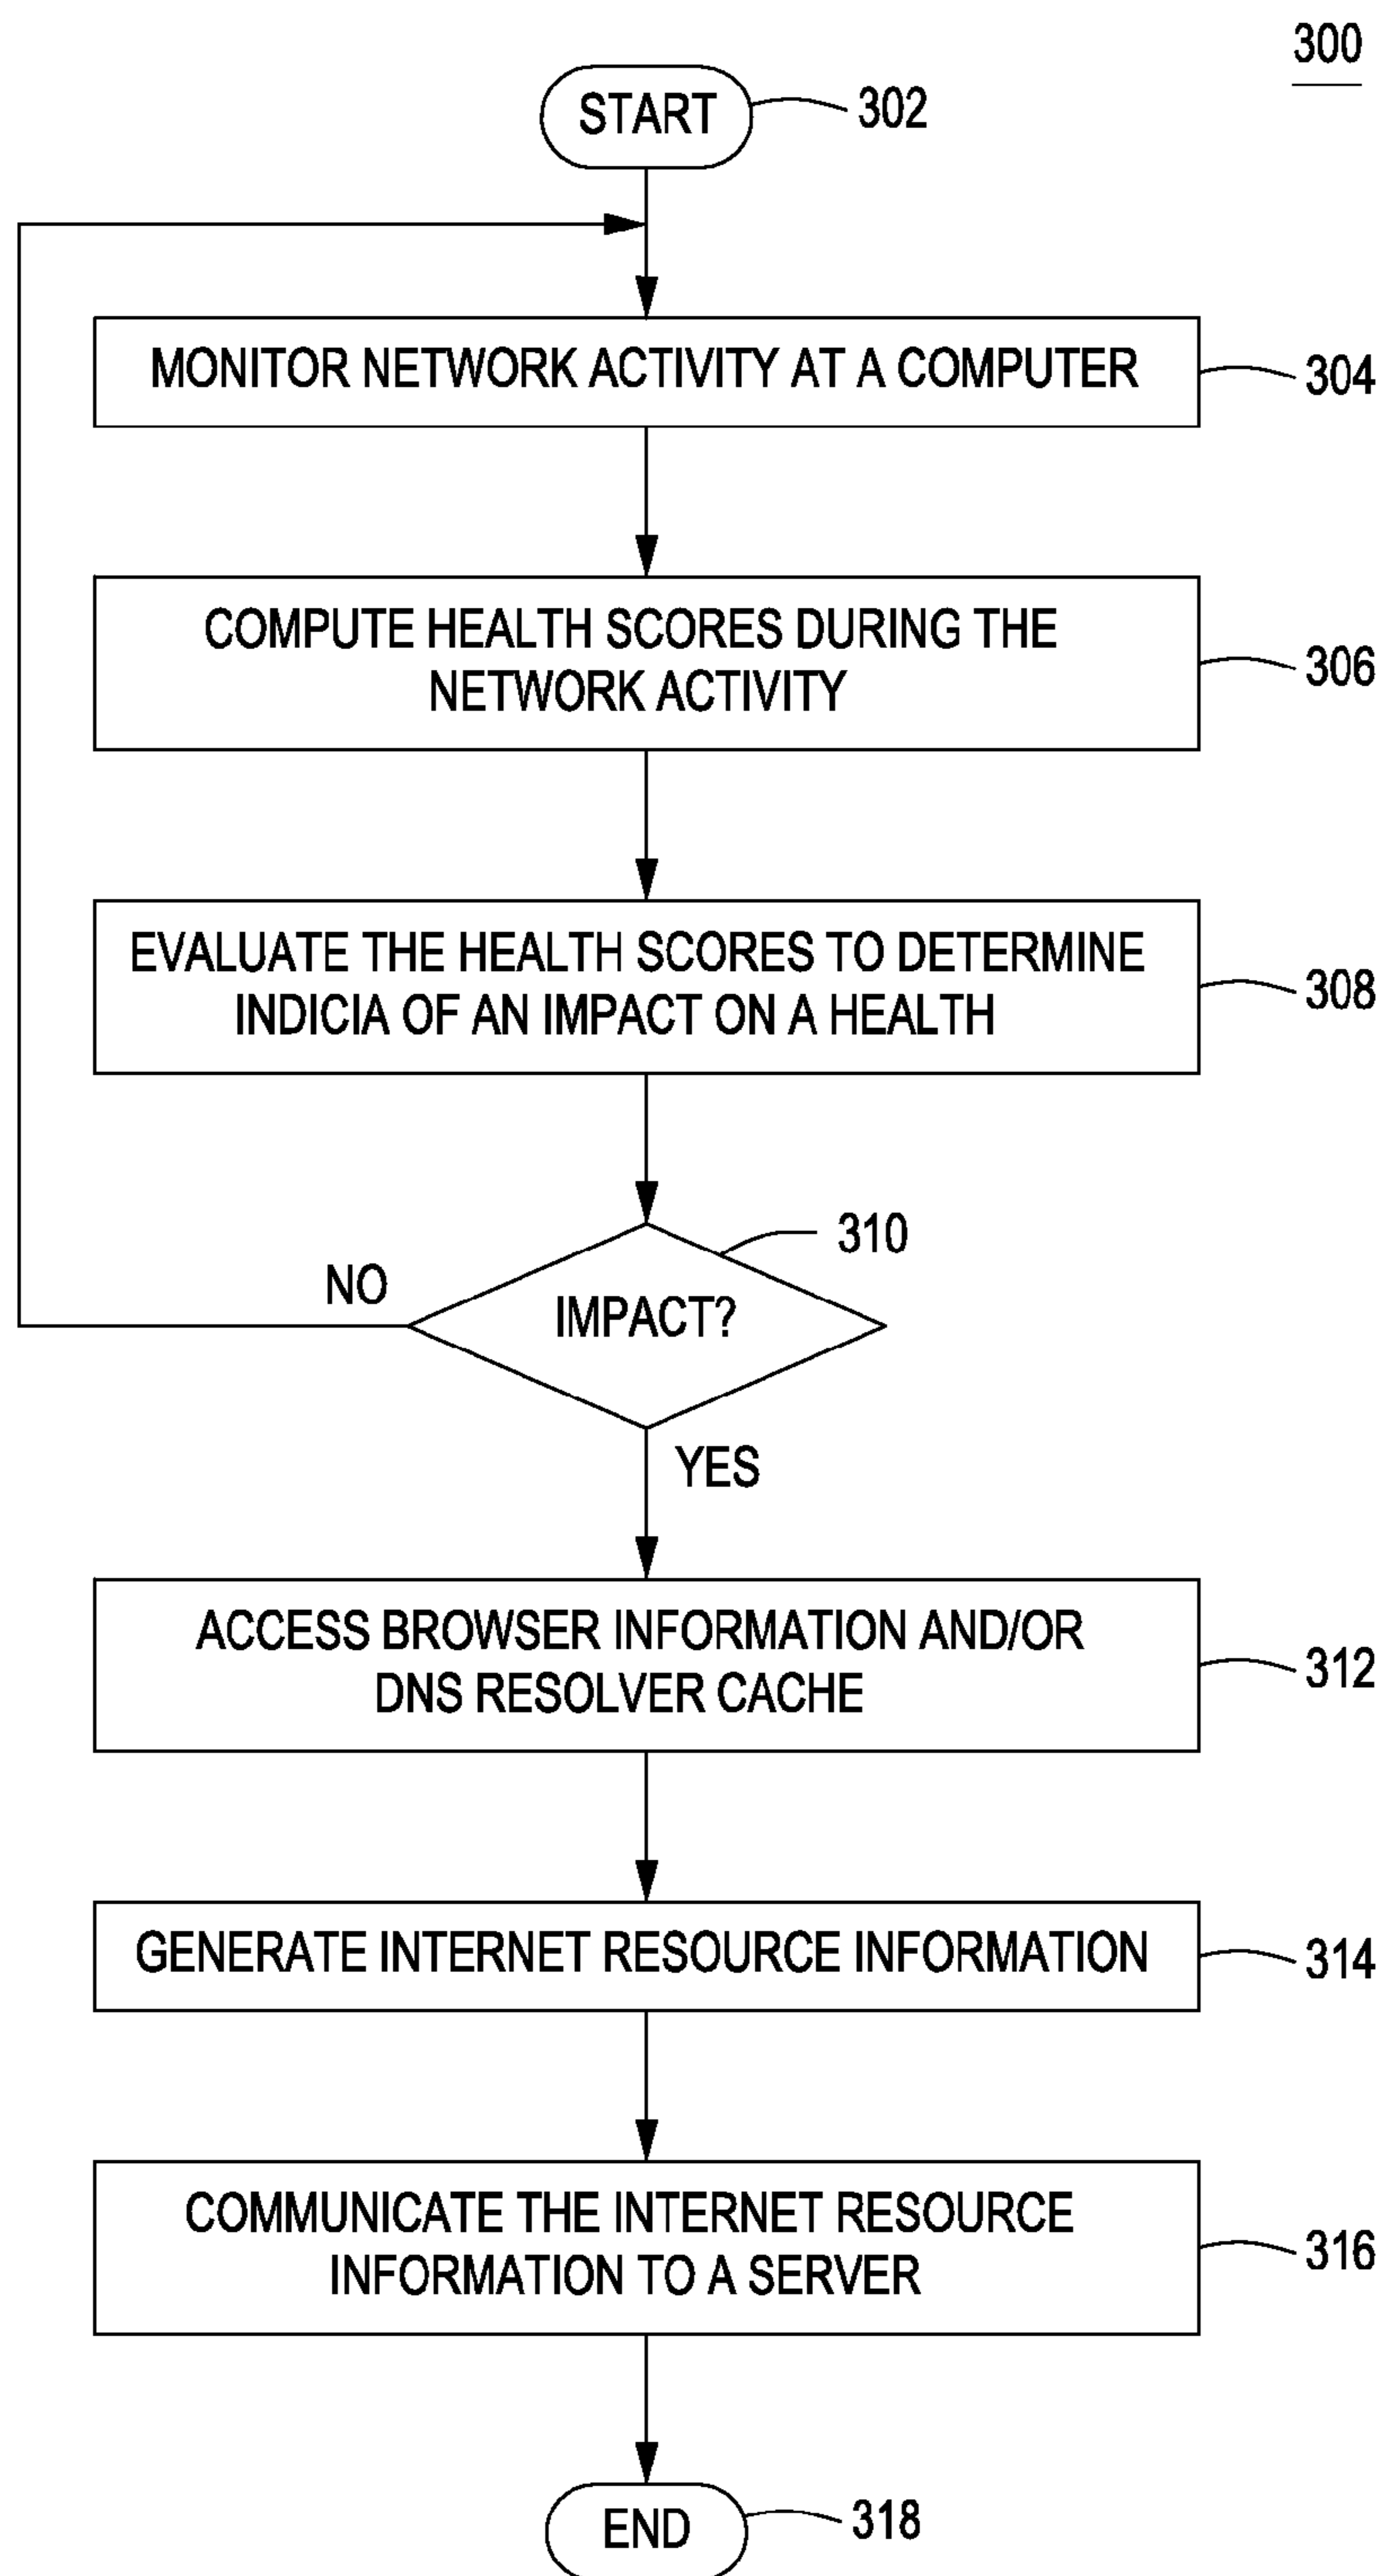 300
START
302
MONITOR NETWORK ACTIVITY AT A COMPUTER
304
COMPUTE HEALTH SCORES DURING THE
NETWORK ACTIVITY
306
EVALUATE THE HEALTH SCORES TO DETERMINE
INDICIA OF AN IMPACT ON A HEALTH
308
310
NO
IMPACT?
YES
ACCESS BROWSER INFORMATION AND/OR
DNS RESOLVER CACHE
312
GENERATE INTERNET RESOURCE INFORMATION
314
COMMUNICATE THE INTERNET RESOURCE
INFORMATION TO A SERVER
316
END
318